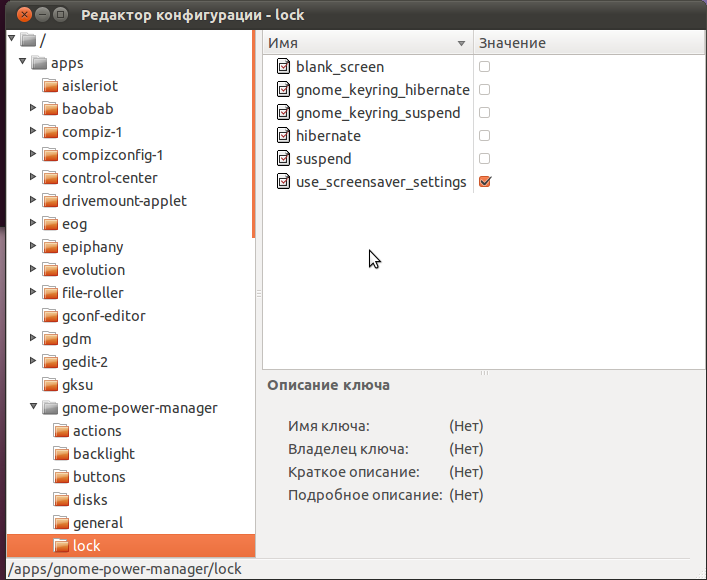 Редактор конфигурации - lock
/
apps
aisleriot
baobab
compiz-1
compizconfig-1
control-center
drivemount-applet
eog
epiphany
evolution
file-roller
gconf-editor
gdm
gedit-2
gksu
gnome-power-manager
actions
backlight
buttons
disks
general
lock
Имя Значение
blank_screen
gnome_keyring_hibernate
gnome_keyring_suspend
hibernate
suspend
use_screensaver_settings
Описание ключа
Имя ключа: (Нет)
Владелец ключа: (Нет)
Краткое описание: (Нет)
Подробное описание: (Нет)
/apps/gnome-power-manager/lock